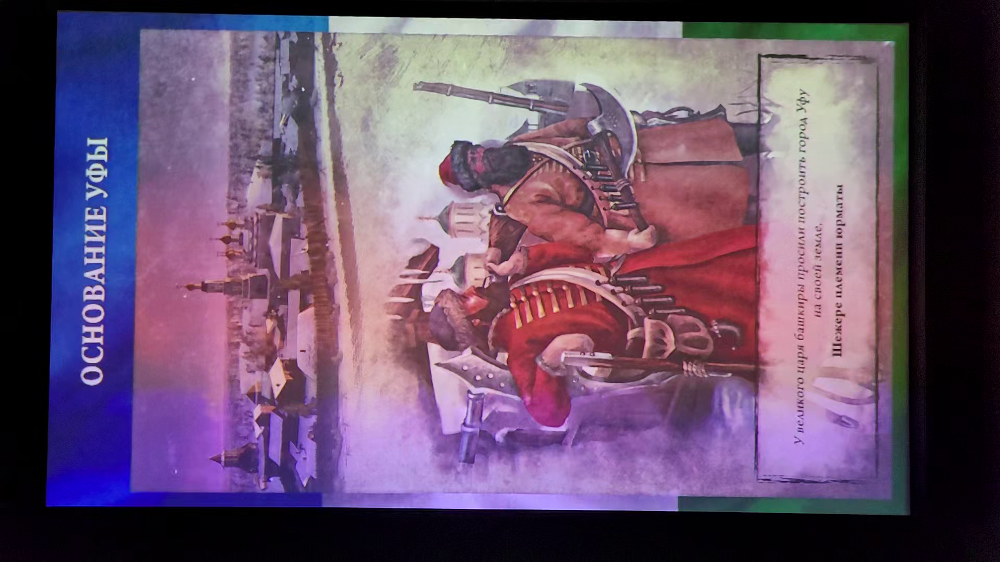 ОСНОВАНИЕ УФЫ
У великого царя башкиры просили построить город Уфу
на своей земле.
Шежере племени юрматы